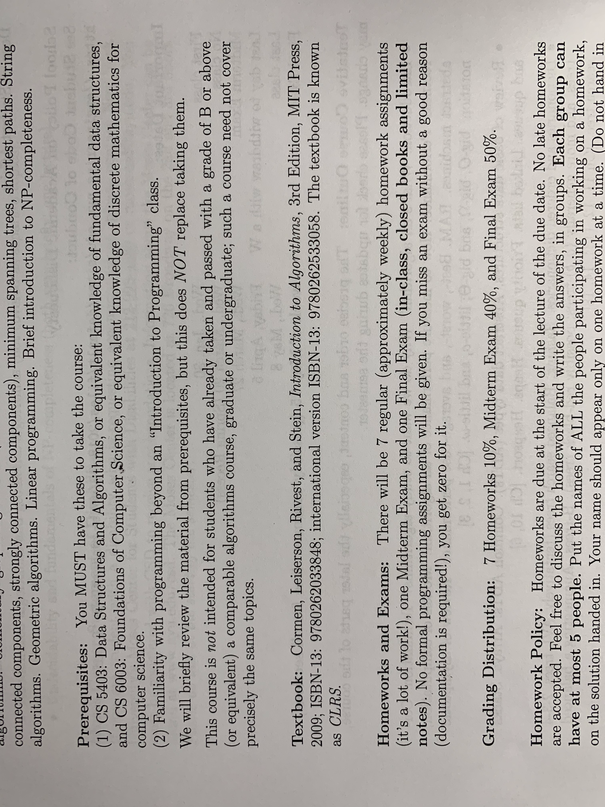 connected components, strongly connected components), minimum spanning trees, shortest paths. String
algorithms. Geometric algorithms. Linear programming. Brief introduction to NP-completeness.
Prerequisites: You MUST have these to take the course:
(1) CS 5403: Data Structures and Algorithms, or equivalent knowledge of fundamental data structures,
and CS 6003: Foundations of Computer Science, or equivalent knowledge of discrete mathematics for
computer science.
(2) Familiarity with programming beyond an "Introduction to Programming" class.
We will briefly review the material from prerequisites, but this does NOT replace taking them.
This course is not intended for students who have already taken and passed with a grade of B or above
(or equivalent) a comparable algorithms course, graduate or undergraduate; such a course need not cover
precisely the same topics.
Textbook: Cormen, Leiserson, Rivest, and Stein, Introduction to Algorithms, 3rd Edition, MIT Press,
2009; ISBN-13: 9780262033848; international version ISBN-13: 9780262533058. The textbook is known
as CLRS.
Homeworks and Exams: There will be 7 regular (approximately weekly) homework assignments
(it's a lot of work!), one Midterm Exam, and one Final Exam (in-class, closed books and limited
notes). No formal programming assignments will be given. If you miss an exam without a good reason
(documentation is required!), you get zero for it.
Grading Distribution: 7 Homeworks 10%, Midterm Exam 40%, and Final Exam 50%.
Homework Policy: Homeworks are due at the start of the lecture of the due date. No late homeworks
are accepted. Feel free to discuss the homeworks and write the answers, in groups. Each group can
have at most 5 people. Put the names of ALL the people participating in working on a homework,
on the solution handed in. Your name should appear only on one homework at a time. (Do not hand in